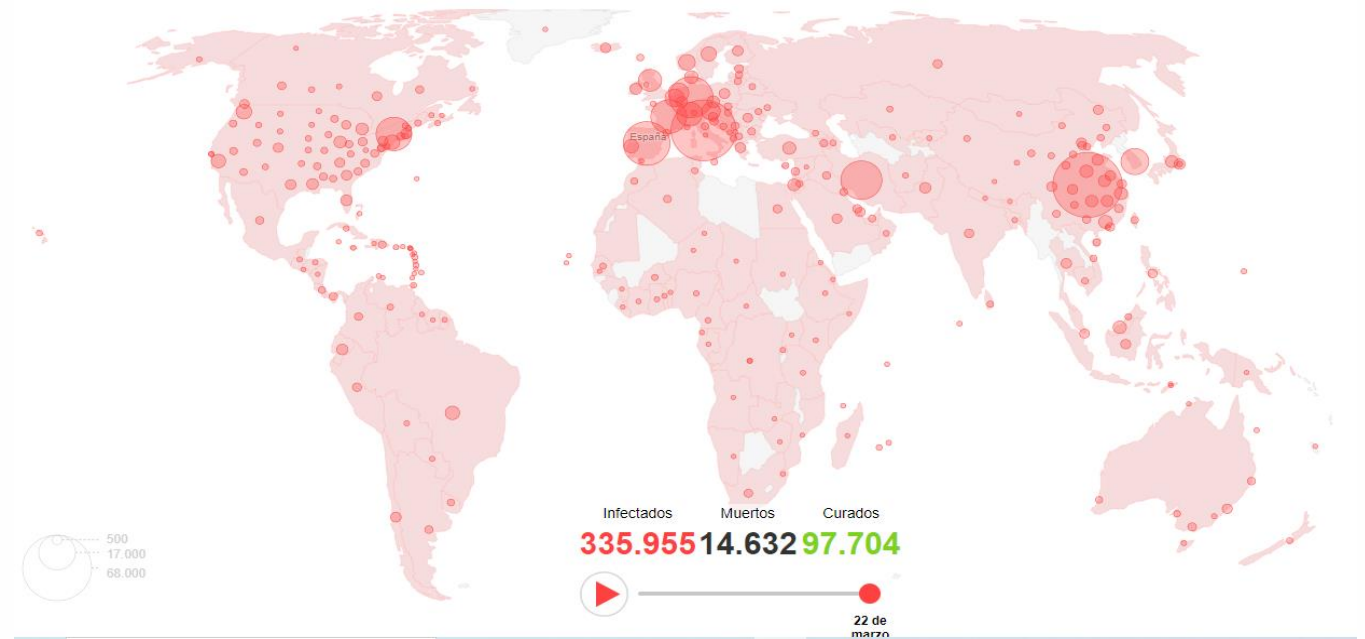 España
Infectados Muertos Curados
335.955 14.632 97.704
500
17.000
68.000
22 de
marzo